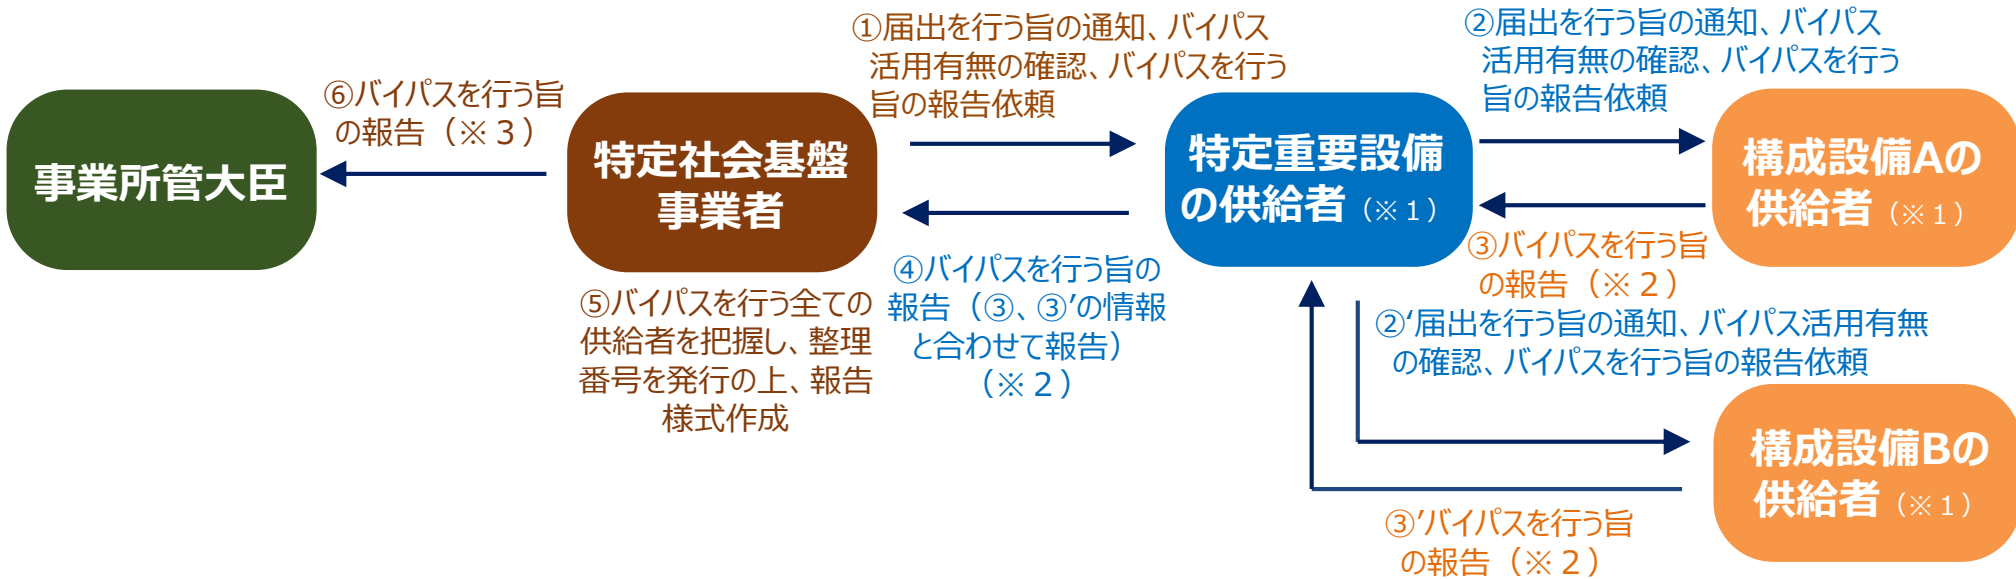 事業所管大臣
⑥バイパスを行う旨
の報告（※３）
特定社会基盤
事業者
⑤バイパスを行う全ての
供給者を把握し、整理
番号を発行の上、報告
様式作成
①届出を行う旨の通知、バイパス
活用有無の確認、バイパスを行う
旨の報告依頼
④バイパスを行う旨の
報告（③、③’の情報
と合わせて報告）
（※２）
特定重要設備
の供給者（※１）
②届出を行う旨の通知、バイパス
活用有無の確認、バイパスを行う
旨の報告依頼
③バイパスを行う旨
の報告（※２）
構成設備Aの
供給者（※１）
②‘届出を行う旨の通知、バイパス活用有無
の確認、バイパスを行う旨の報告依頼
③’バイパスを行う旨
の報告（※２）
構成設備Bの
供給者（※１）